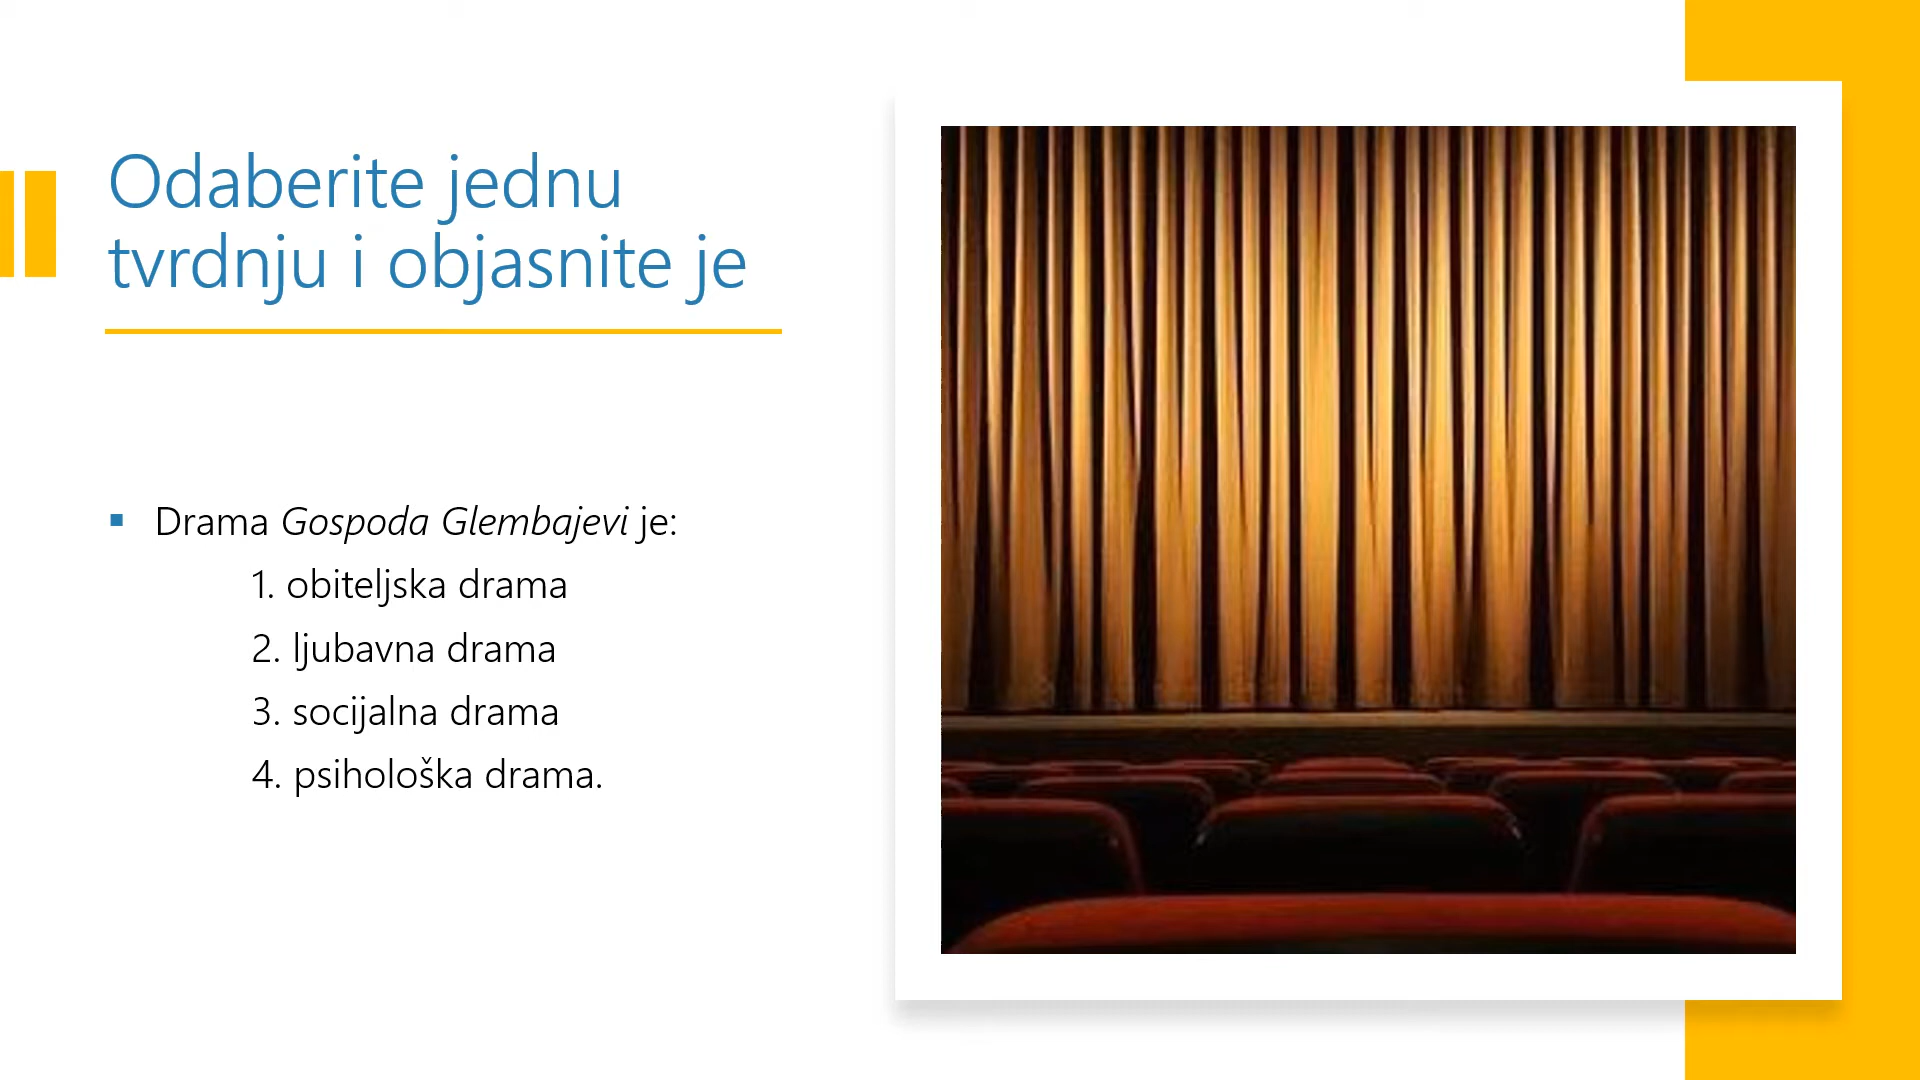 Odaberite jednu
tvrdnju i objasnite je
▪ Drama Gospoda Glembajevi je:
1. obiteljska drama
2. ljubavna drama
3. socijalna drama
4. psihološka drama.